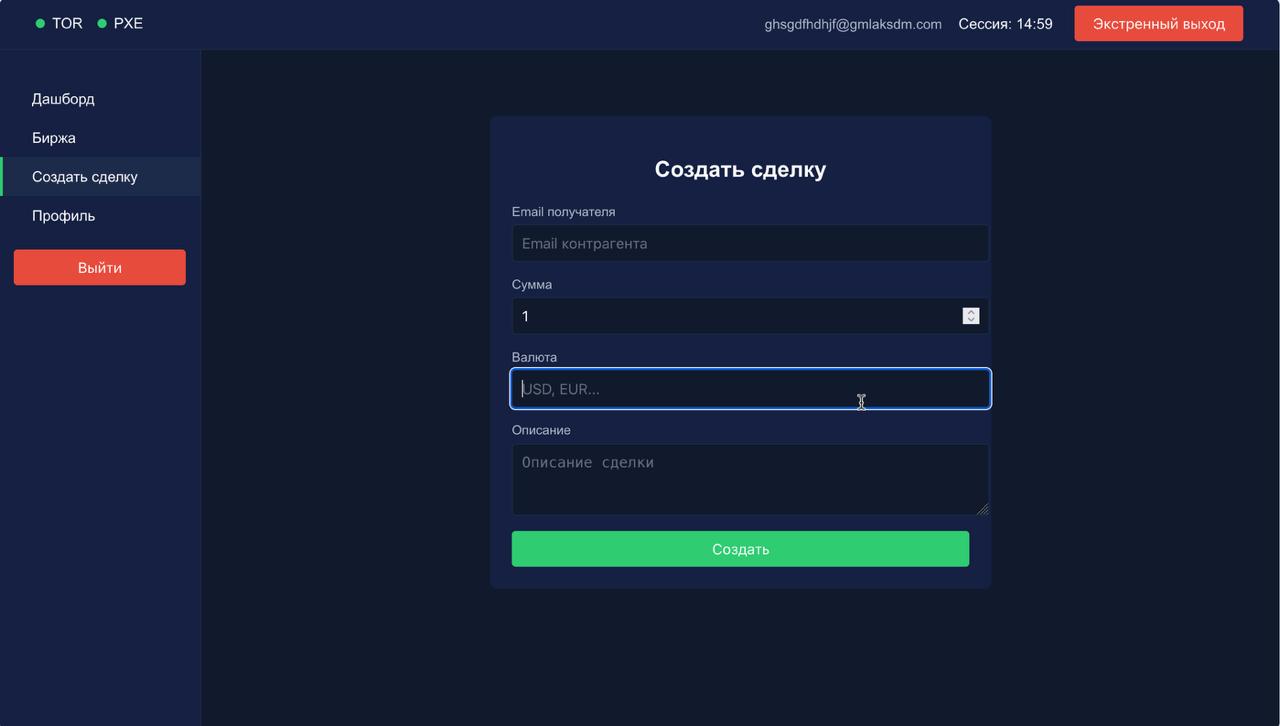 TOR PXE ghsgdfhdhjf@gmlaksdm.com Сессия: 14:59 Экстренный выход
Дашборд
Биржа
Создать сделку
Профиль
Выйти
Создать сделку
Email получателя
Email контрагента
Сумма
1
Валюта
USD, EUR...
Описание
Описание сделки
Создать